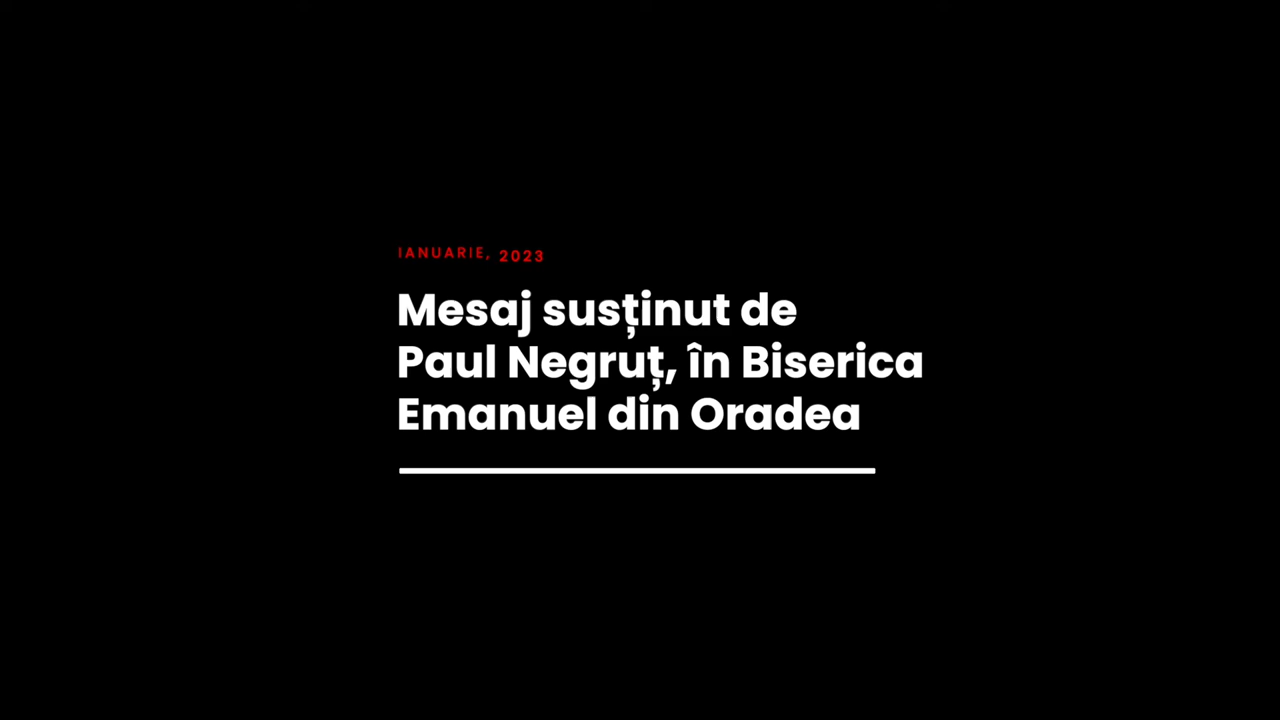 IANUARIE, 2023
Mesaj susținut de
Paul Negruț, în Biserica
Emanuel din Oradea